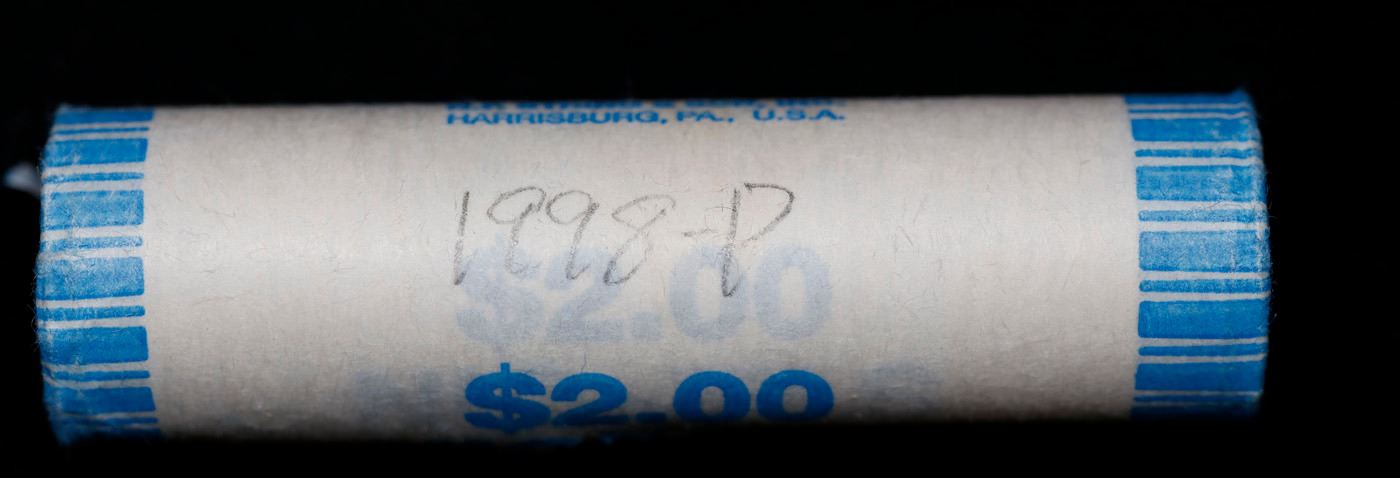 HARRISBURG, PA., U.S.A.
1998-P
$2.00
$2.00